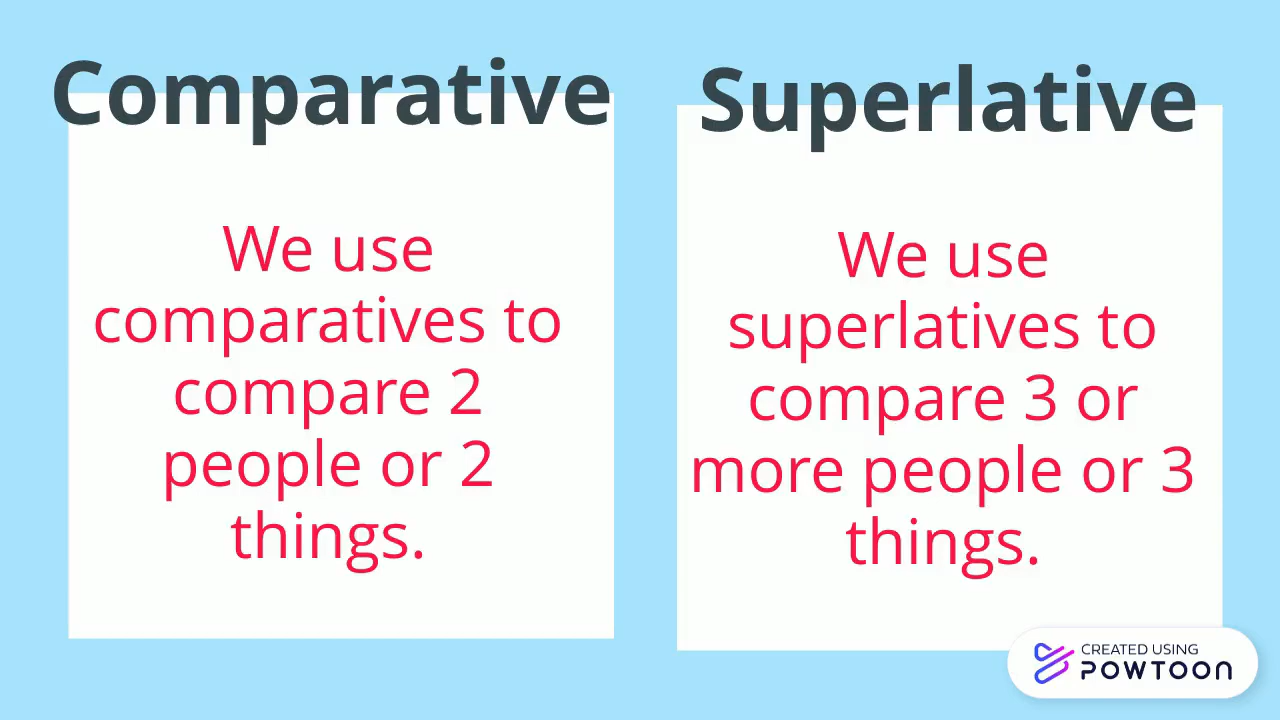 Comparative
We use
comparatives to
compare 2
people or 2
things.
Superlative
We use
superlatives to
compare 3 or
more people or 3
things.
CREATED USING
POWTOON